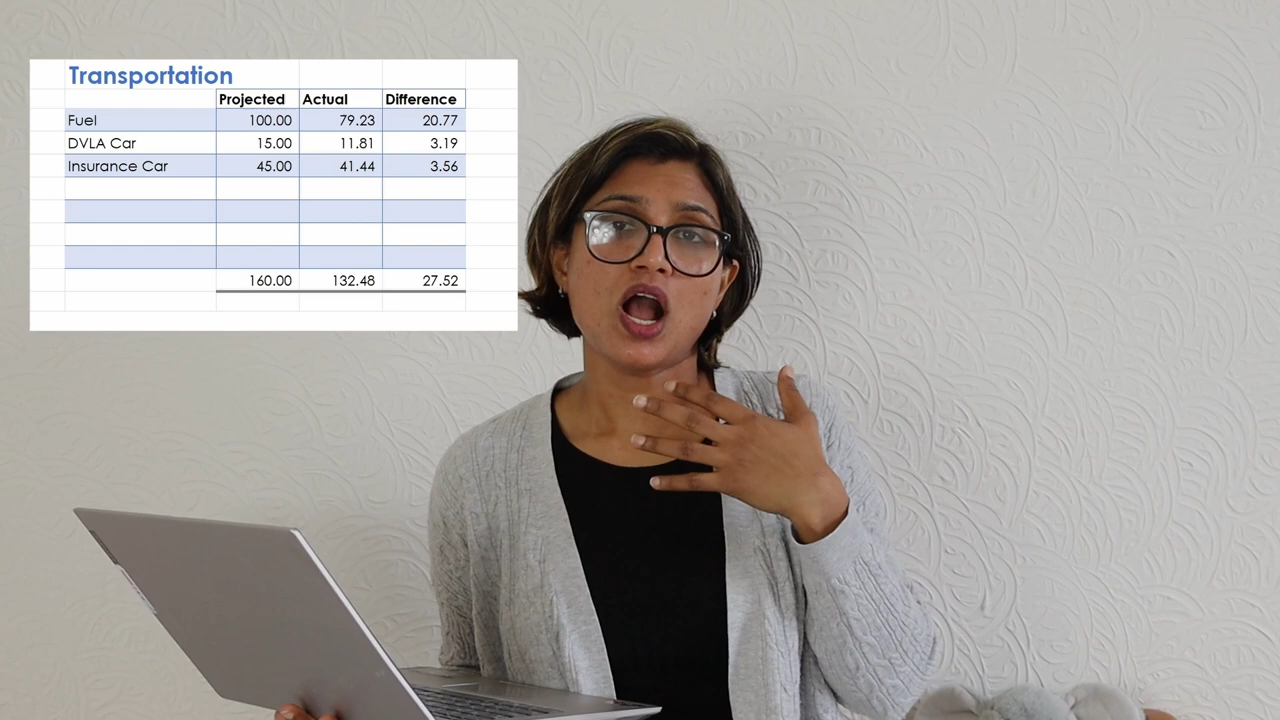 Transportation
Projected Actual Difference
Fuel 100.00 79.23 20.77
DVLA Car 15.00 11.81 3.19
Insurance Car 45.00 41.44 3.56
160.00 132.48 27.52